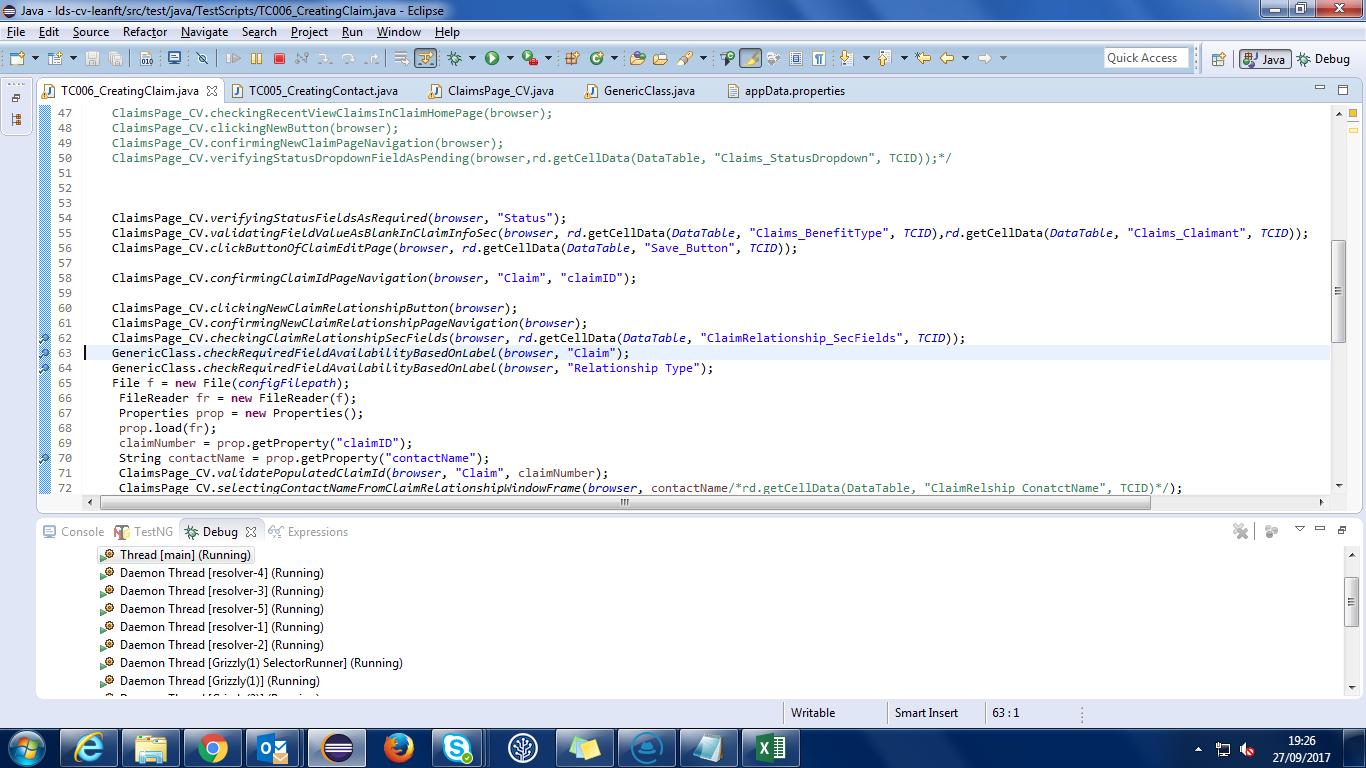 Java - lds-cv-leanft/src/test/java/TestScripts/TC006_CreatingClaim.java - Eclipse
File Edit Source Refactor Navigate Search Project Run Window Help
Quick Access
Java
Debug
TC006_CreatingClaim.java TC005_CreatingContact.java ClaimsPage_CV.java GenericClass.java appData.properties
47 ClaimsPage_CV.checkingRecentViewClaimsInClaimHomePage(browser);
48 ClaimsPage_CV.clickingNewButton(browser);
49 ClaimsPage_CV.confirmingNewClaimPageNavigation(browser);
50 ClaimsPage_CV.verifyingStatusDropdownFieldAsPending(browser,rd.getCellData(DataTable, "Claims_StatusDropdown", TCID));*/
51
52
53
54 ClaimsPage_CV.verifyingStatusFieldsAsRequired(browser, "Status");
55 ClaimsPage_CV.validatingFieldValueAsBlankInClaimInfoSec(browser, rd.getCellData(DataTable, "Claims_BenefitType", TCID),rd.getCellData(DataTable, "Claims_Claimant", TCID));
56 ClaimsPage_CV.clickButtonOfClaimEditPage(browser, rd.getCellData(DataTable, "Save_Button", TCID));
57
58 ClaimsPage_CV.confirmingClaimIdPageNavigation(browser, "Claim", "claimID");
59
60 ClaimsPage_CV.clickingNewClaimRelationshipButton(browser);
61 ClaimsPage_CV.confirmingNewClaimRelationshipPageNavigation(browser);
62 ClaimsPage_CV.checkingClaimRelationshipSecFields(browser, rd.getCellData(DataTable, "ClaimRelationship_SecFields", TCID));
63 GenericClass.checkRequiredFieldAvailabilityBasedOnLabel(browser, "Claim");
64 GenericClass.checkRequiredFieldAvailabilityBasedOnLabel(browser, "Relationship Type");
65 File f = new File(configFilepath);
66 FileReader fr = new FileReader(f);
67 Properties prop = new Properties();
68 prop.load(fr);
69 claimNumber = prop.getProperty("claimID");
70 String contactName = prop.getProperty("contactName");
71 ClaimsPage_CV.validatePopulatedClaimId(browser, "Claim", claimNumber);
72 ClaimsPage_CV.selectingContactNameFromClaimRelationshipWindowFrame(browser, contactName/*rd.getCellData(DataTable, "ClaimRelship_ConatctName", TCID)*/);
Console TestNG Debug Expressions
Thread [main] (Running)
Daemon Thread [resolver-4] (Running)
Daemon Thread [resolver-3] (Running)
Daemon Thread [resolver-5] (Running)
Daemon Thread [resolver-1] (Running)
Daemon Thread [resolver-2] (Running)
Daemon Thread [Grizzly(1) SelectorRunner] (Running)
Daemon Thread [Grizzly(1)] (Running)
Writable
Smart Insert
63 : 1
19:26
27/09/2017